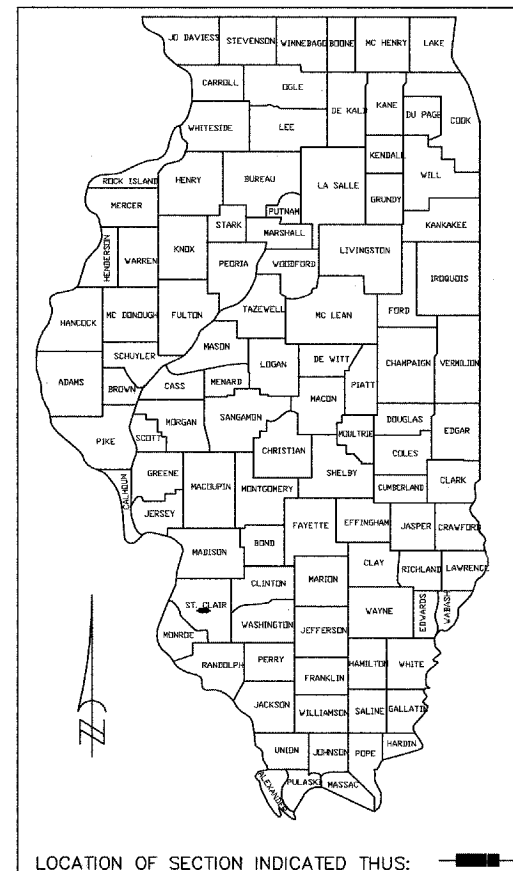 JO DAVIESS STEVENSON WINNEBAGO BOONE MC HENRY LAKE
CARROLL OGLE DE KALB KANE DU PAGE COOK
WHITESIDE LEE KENDALL WILL
ROCK ISLAND HENRY BUREAU LA SALLE GRUNDY
MERCER STARK PUTNAM MARSHALL KANKAKEE
HENDERSON WARREN KNOX PEORIA WOODFORD LIVINGSTON IROQUOIS
HANCOCK MC DONOUGH FULTON TAZEWELL MC LEAN FORD
SCHUYLER MASON LOGAN DE WITT CHAMPAIGN VERMILION
ADAMS BROWN CASS MENARD MACON PIATT
PIKE SCOTT MORGAN SANGAMON CHRISTIAN MOULTRIE DOUGLAS EDGAR
COLES
CALHOUN GREENE MACOUPIN MONTGOMERY SHELBY CUMBERLAND CLARK
JERSEY FAYETTE EFFINGHAM JASPER CRAWFORD
MADISON BOND CLAY RICHLAND LAWRENCE
CLINTON MARION WAYNE EDWARDS WABASH
ST. CLAIR WASHINGTON JEFFERSON
MONROE RANDOLPH PERRY HAMILTON WHITE
FRANKLIN
JACKSON WILLIAMSON SALINE GALLATIN
UNION JOHNSON POPE HARDIN
ALEXANDER PULASKI MASSAC
N
LOCATION OF SECTION INDICATED THUS: